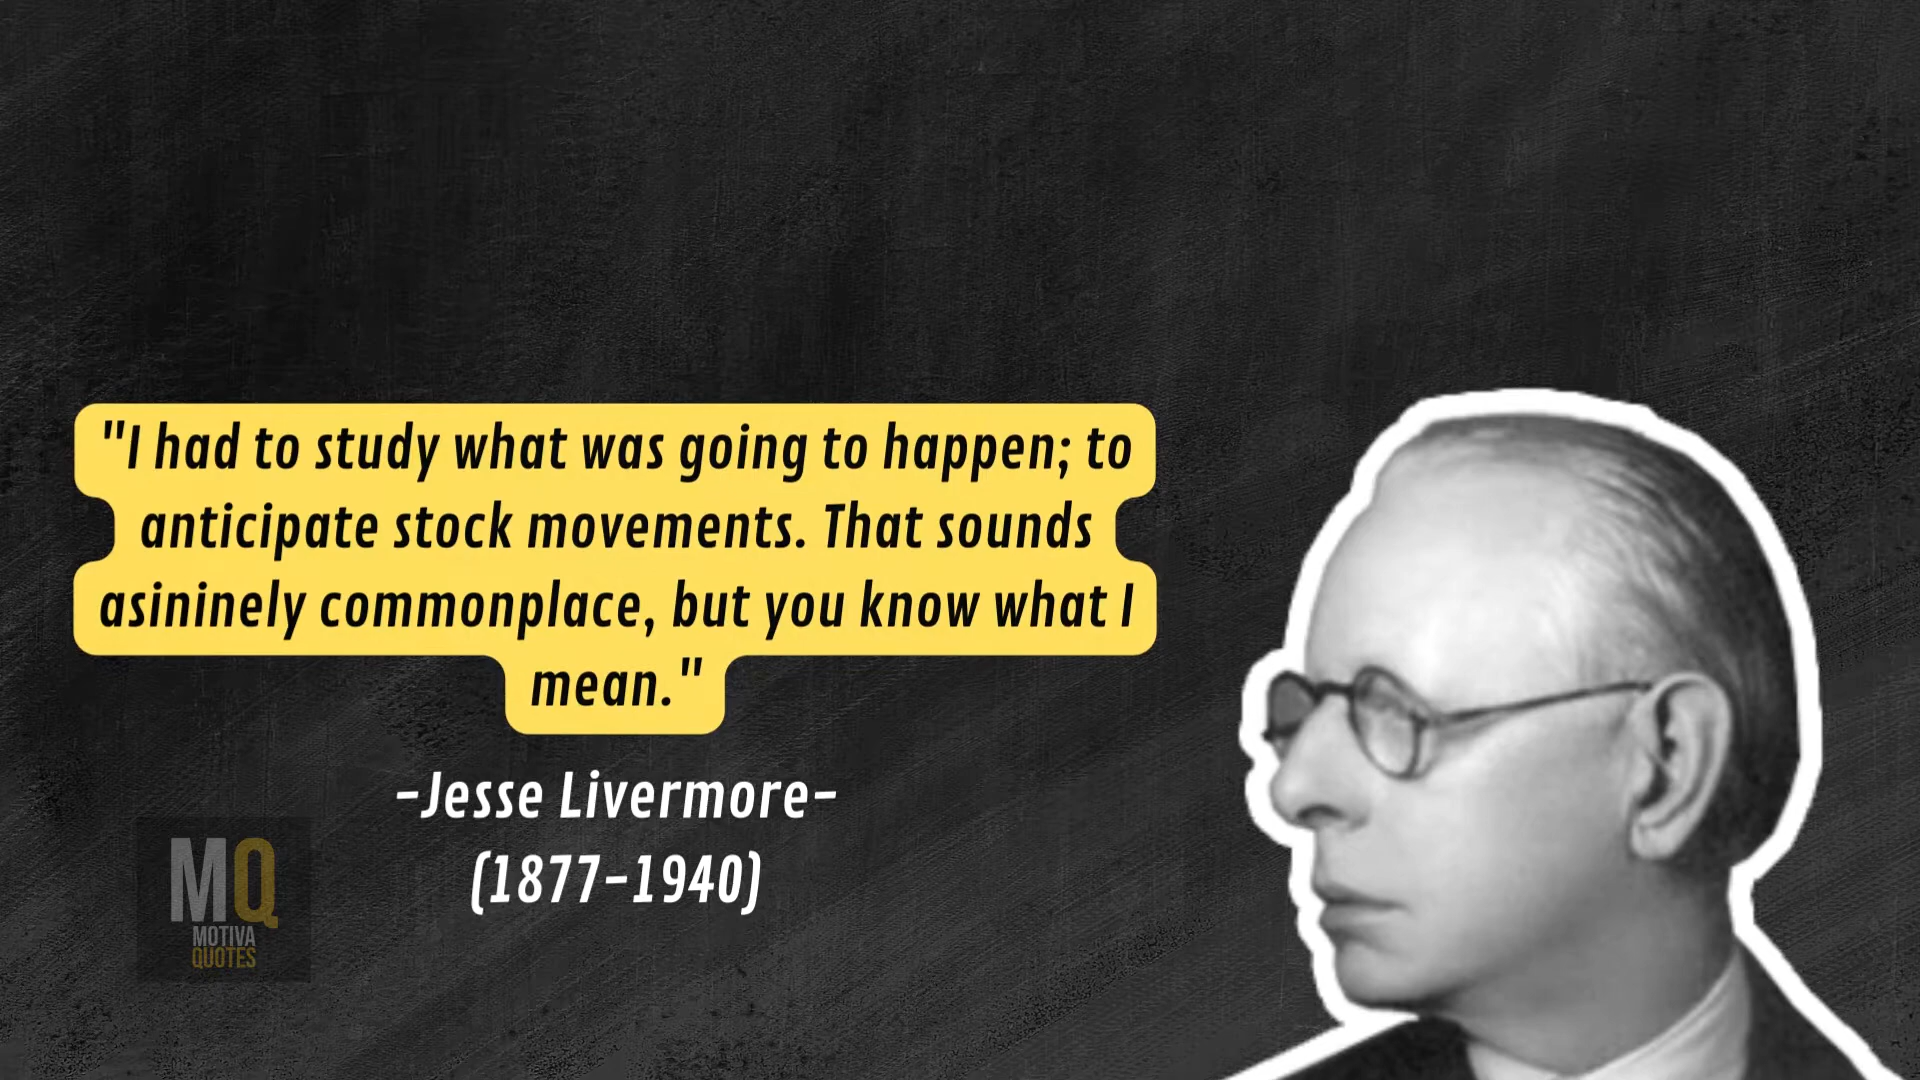 "I had to study what was going to happen; to
anticipate stock movements. That sounds
asininely commonplace, but you know what I
mean."
-Jesse Livermore-
(1877-1940)
MQ
MOTIVA
QUOTES